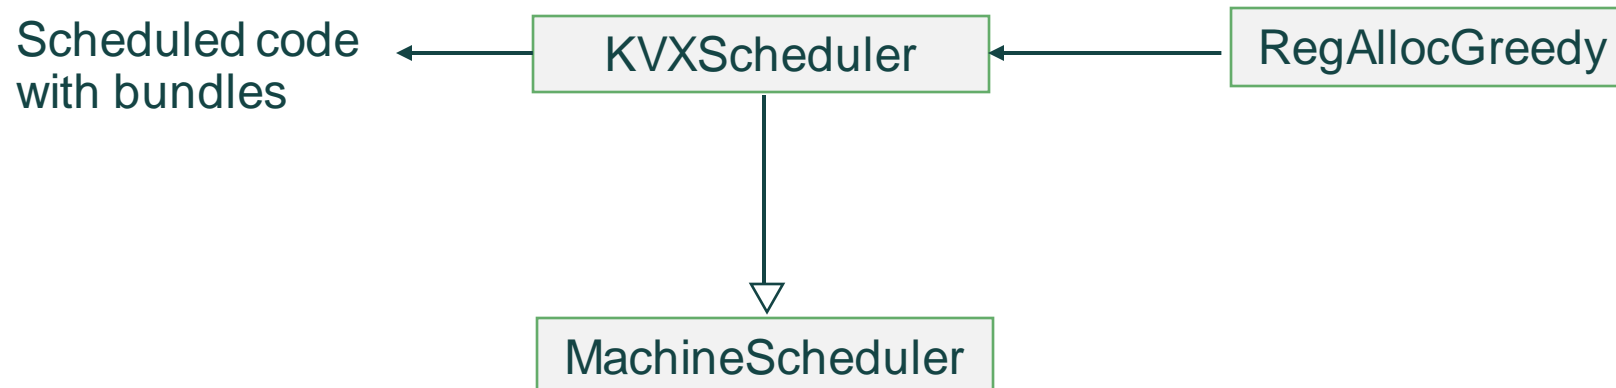 Scheduled code
with bundles
KVXScheduler
RegAllocGreedy
MachineScheduler